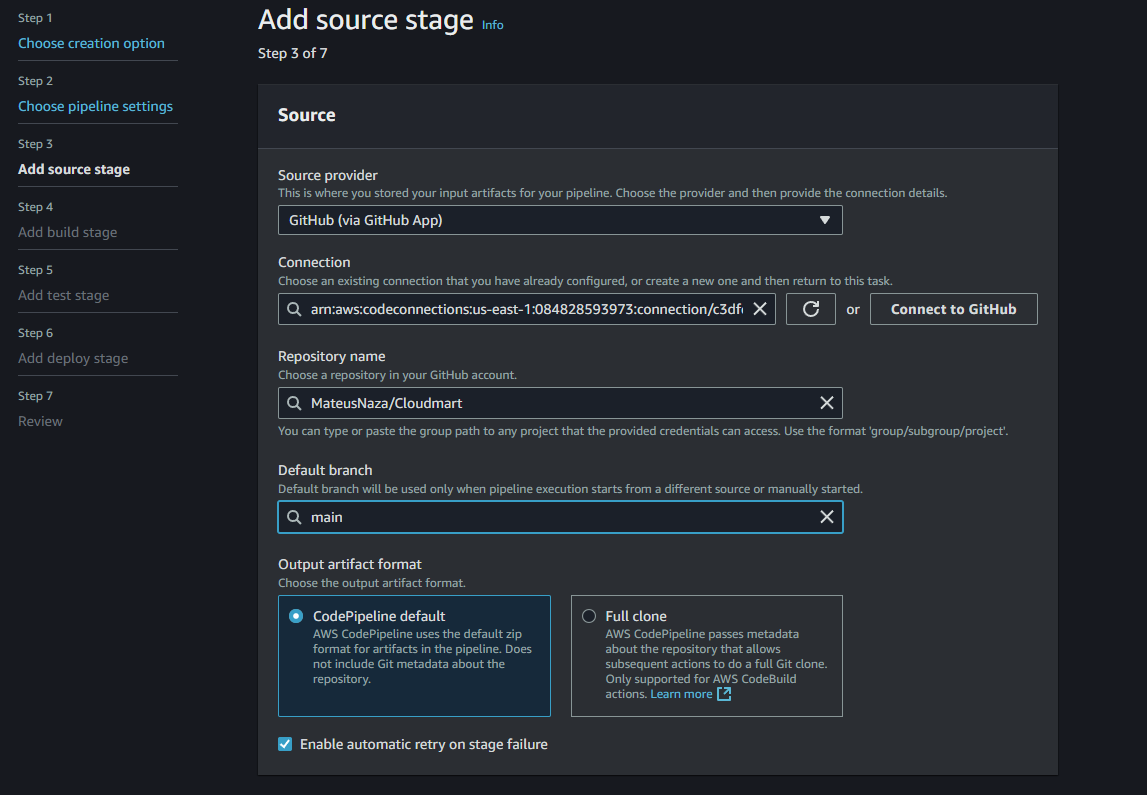 Step 1
Choose creation option
Step 2
Choose pipeline settings
Step 3
Add source stage
Step 4
Add build stage
Step 5
Add test stage
Step 6
Add deploy stage
Step 7
Review
Add source stage Info
Step 3 of 7
Source
Source provider
This is where you stored your input artifacts for your pipeline. Choose the provider and then provide the connection details.
GitHub (via GitHub App)
Connection
Choose an existing connection that you have already configured, or create a new one and then return to this task.
arn:aws:codeconnections:us-east-1:084828593973:connection/c3df or Connect to GitHub
Repository name
Choose a repository in your GitHub account.
MateusNaza/Cloudmart
You can type or paste the group path to any project that the provided credentials can access. Use the format 'group/subgroup/project'.
Default branch
Default branch will be used only when pipeline execution starts from a different source or manually started.
main
Output artifact format
Choose the output artifact format.
CodePipeline default
AWS CodePipeline uses the default zip
format for artifacts in the pipeline. Does
not include Git metadata about the
repository.
Full clone
AWS CodePipeline passes metadata
about the repository that allows
subsequent actions to do a full Git clone.
Only supported for AWS CodeBuild
actions. Learn more
Enable automatic retry on stage failure